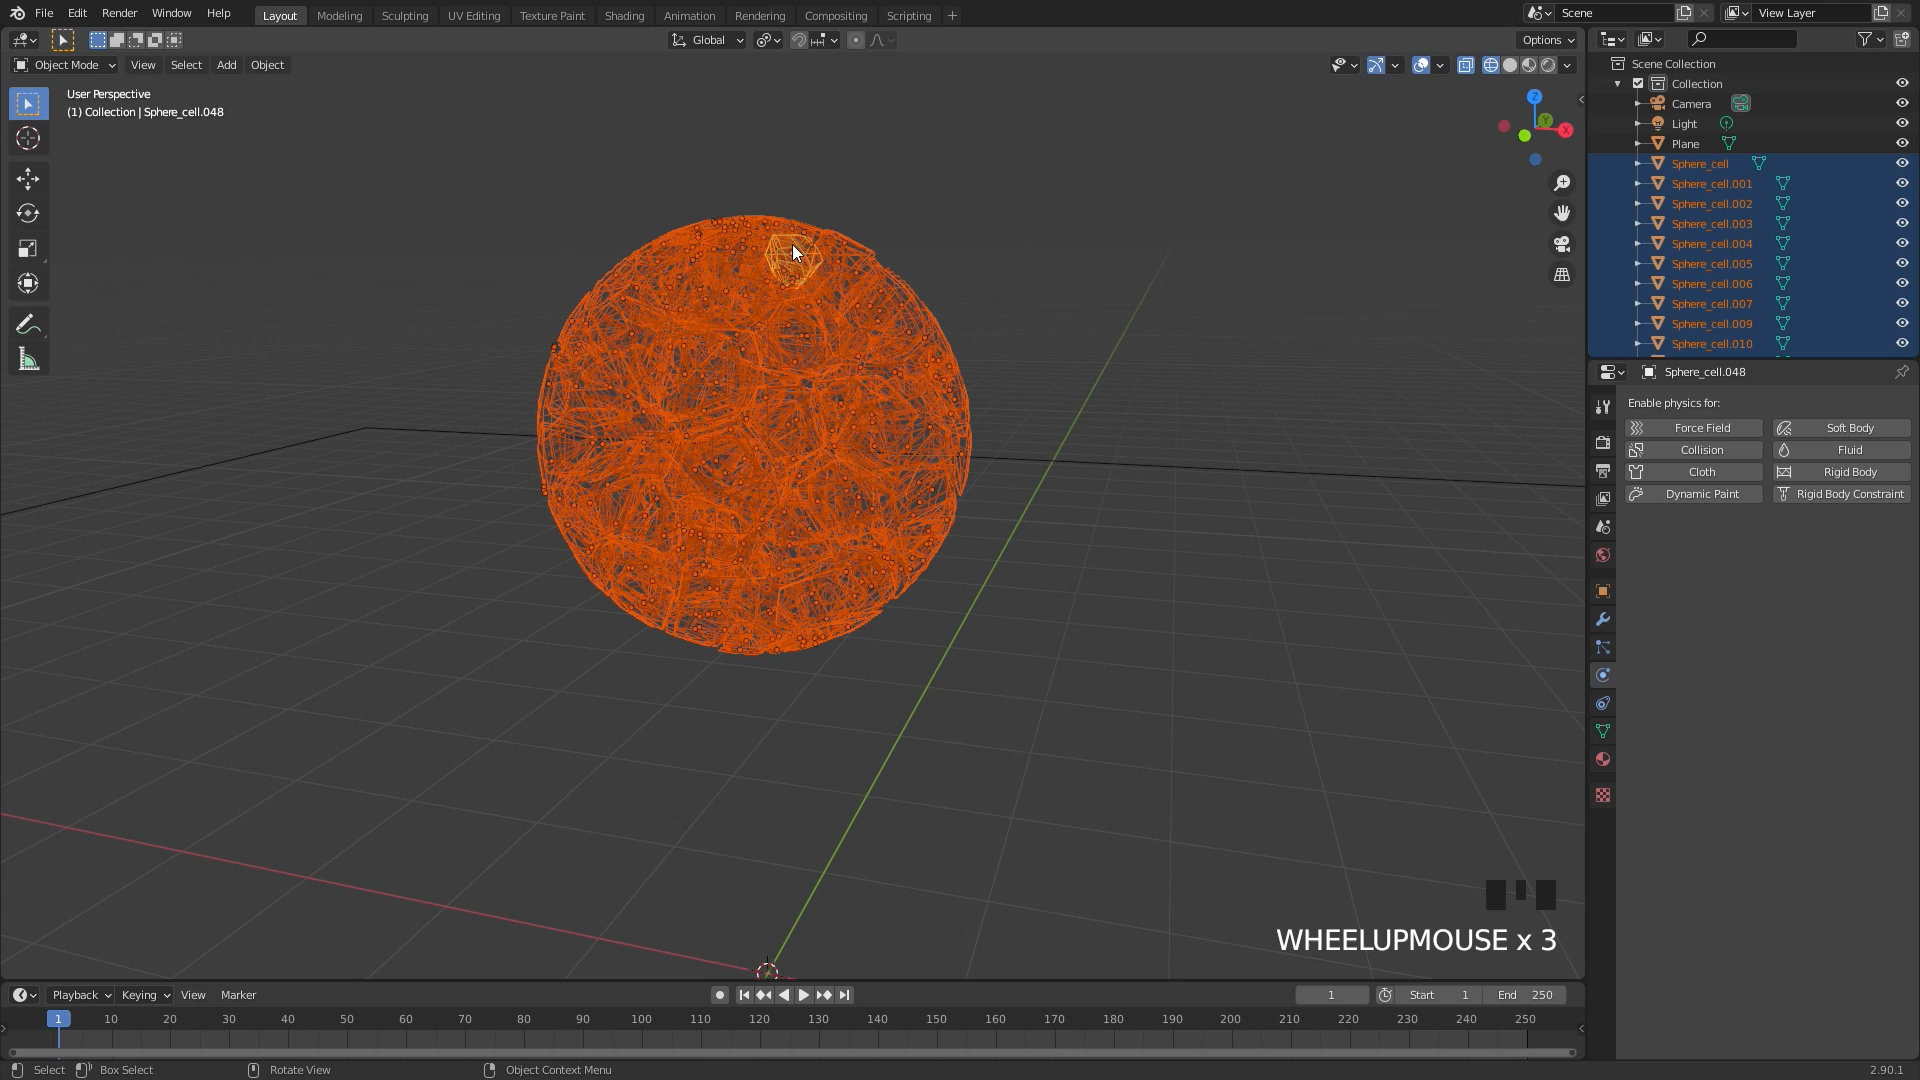 File Edit Render Window Help
Layout Modeling Sculpting UV Editing Texture Paint Shading Animation Rendering Compositing Scripting
Scene
View Layer
Global
Options
Object Mode View Select Add Object
User Perspective
(1) Collection | Sphere_cell.048
Z
Y
X
Scene Collection
Collection
Camera
Light
Plane
Sphere_cell
Sphere_cell.001
Sphere_cell.002
Sphere_cell.003
Sphere_cell.004
Sphere_cell.005
Sphere_cell.006
Sphere_cell.007
Sphere_cell.009
Sphere_cell.010
Sphere_cell.048
Enable physics for:
Force Field Soft Body
Collision Fluid
Cloth Rigid Body
Dynamic Paint Rigid Body Constraint
WHEELUPMOUSE x 3
Playback Keying View Marker
1 Start 1 End 250
1 10 20 30 40 50 60 70 80 90 100 110 120 130 140 150 160 170 180 190 200 210 220 230 240 250
Select Box Select Rotate View Object Context Menu
2.90.1